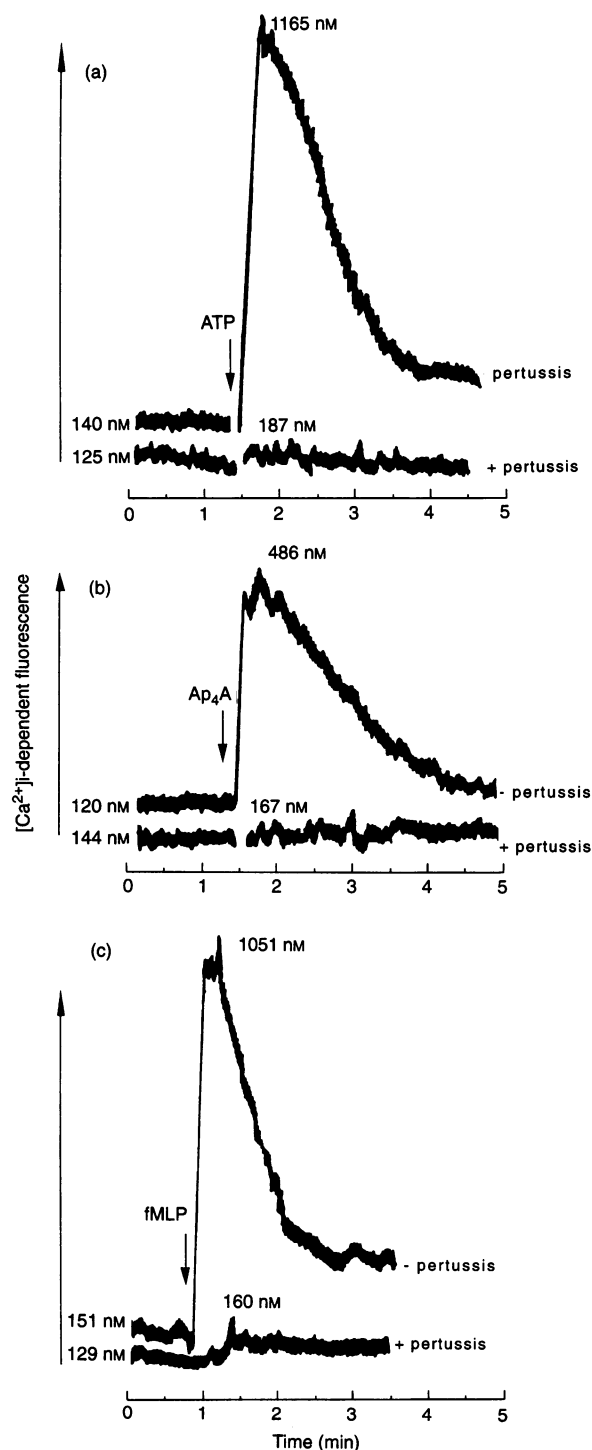 1165 nM
(a)
ATP
pertussis
140 nM
187 nM
125 nM
+ pertussis
0 1 2 3 4 5
486 nM
(b)
Ap₄A
- pertussis
120 nM
167 nM
144 nM
+ pertussis
0 1 2 3 4 5
[Ca²⁺]i-dependent fluorescence
1051 nM
(c)
fMLP
- pertussis
160 nM
151 nM
+ pertussis
129 nM
0 1 2 3 4 5
Time (min)